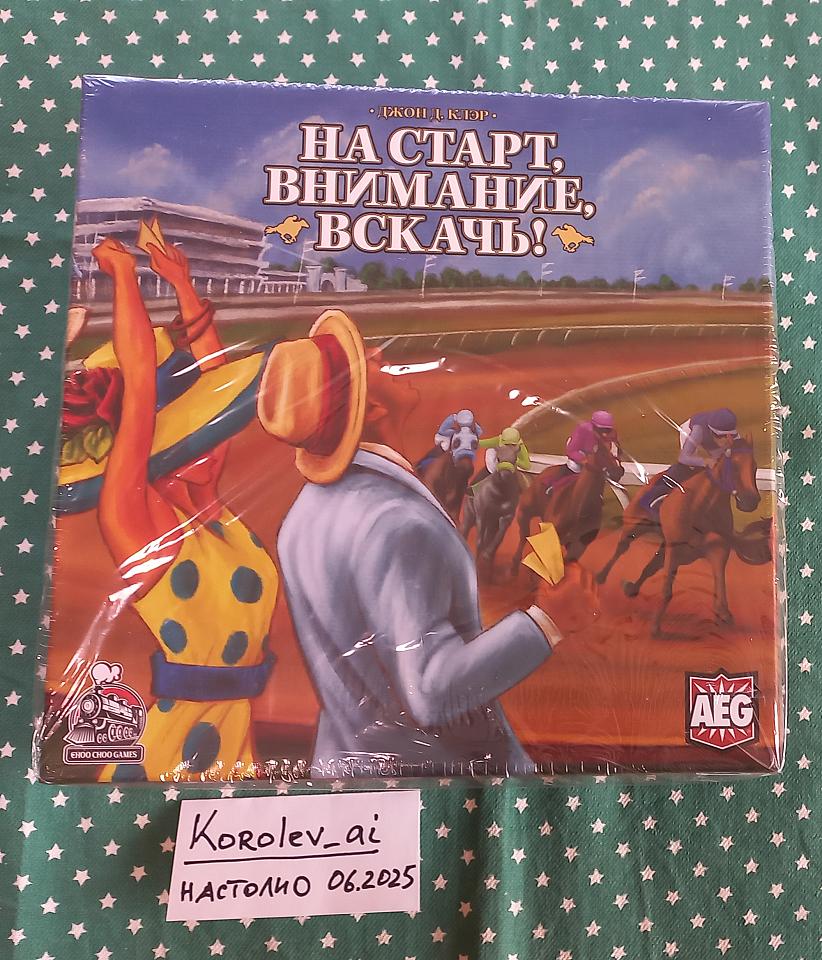 · ДЖОН Д. КЛЭР ·
НА СТАРТ,
ВНИМАНИЕ,
ВСКАЧЬ!
CHOO CHOO GAMES
AEG
Korolev_ai
НАСТОЛИО 06.2025